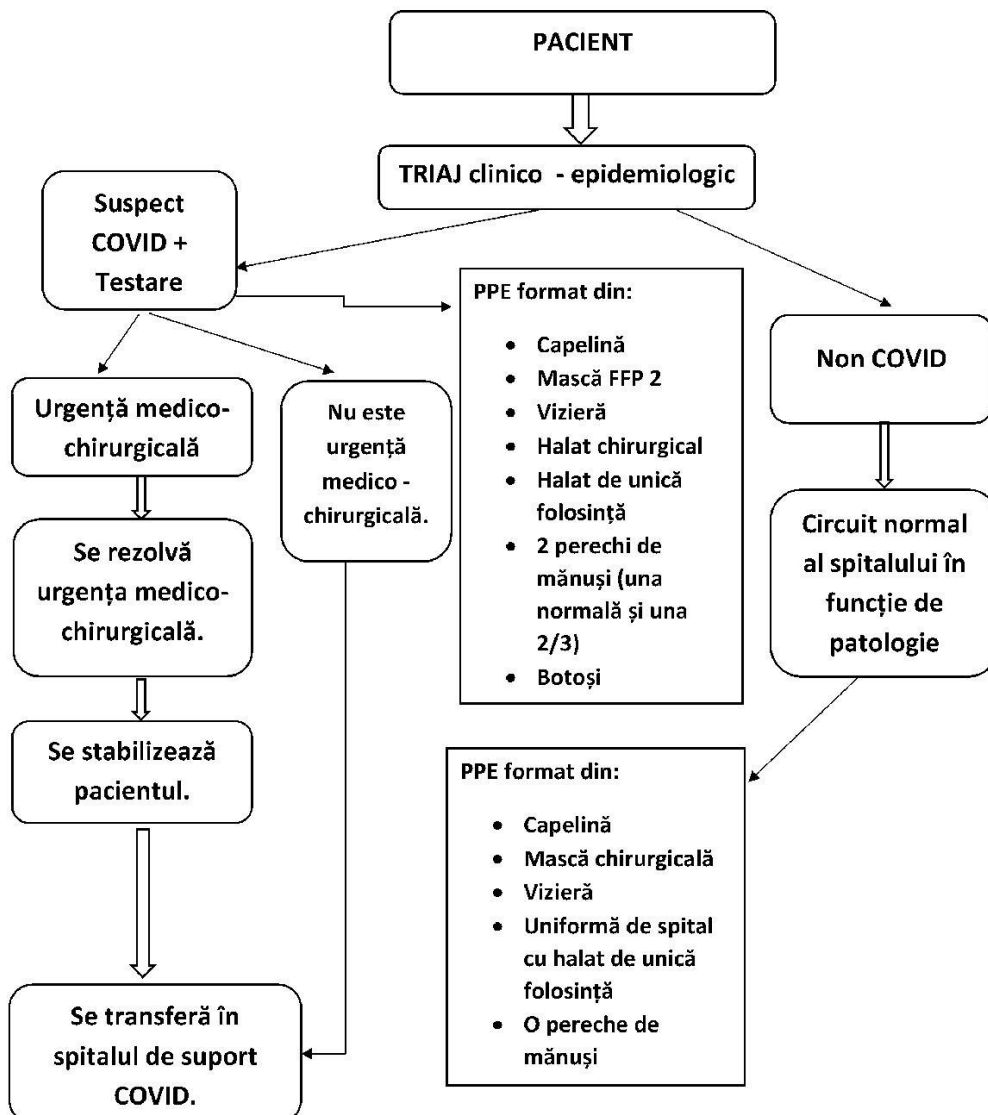 PACIENT
TRIAJ clinico - epidemiologic
Suspect
COVID +
Testare
PPE format din:
• Capelină
• Mască FFP 2
• Vizieră
• Halat chirurgical
• Halat de unică
folosință
• 2 perechi de
mănuși (una
normală și una
2/3)
• Botoși
Non COVID
Urgență medico-
chirurgicală
Nu este
urgență
medico -
chirurgicală.
Se rezolvă
urgența medico-
chirurgicală.
Circuit normal
al spitalului în
funcție de
patologie
Se stabilizează
pacientul.
PPE format din:
• Capelină
• Mască chirurgicală
• Vizieră
• Uniformă de spital
cu halat de unică
folosință
• O pereche de
mănuși
Se transferă în
spitalul de suport
COVID.